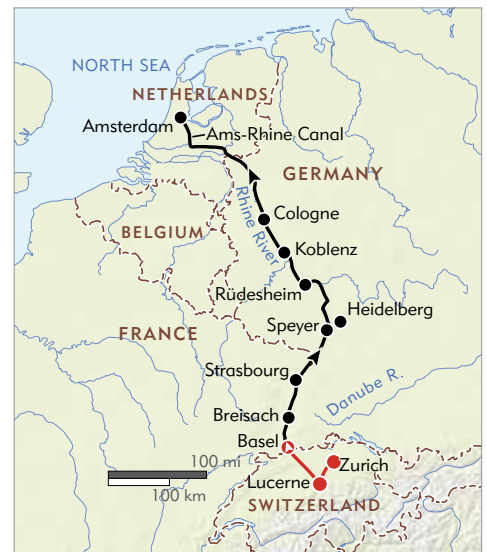 NORTH SEA
NETHERLANDS
Amsterdam
Ams-Rhine Canal
GERMANY
Rhine River
Cologne
BELGIUM
Koblenz
Rüdesheim
Heidelberg
Speyer
FRANCE
Strasbourg
Danube R.
Breisach
Basel
100 mi
Zurich
Lucerne
100 km
SWITZERLAND